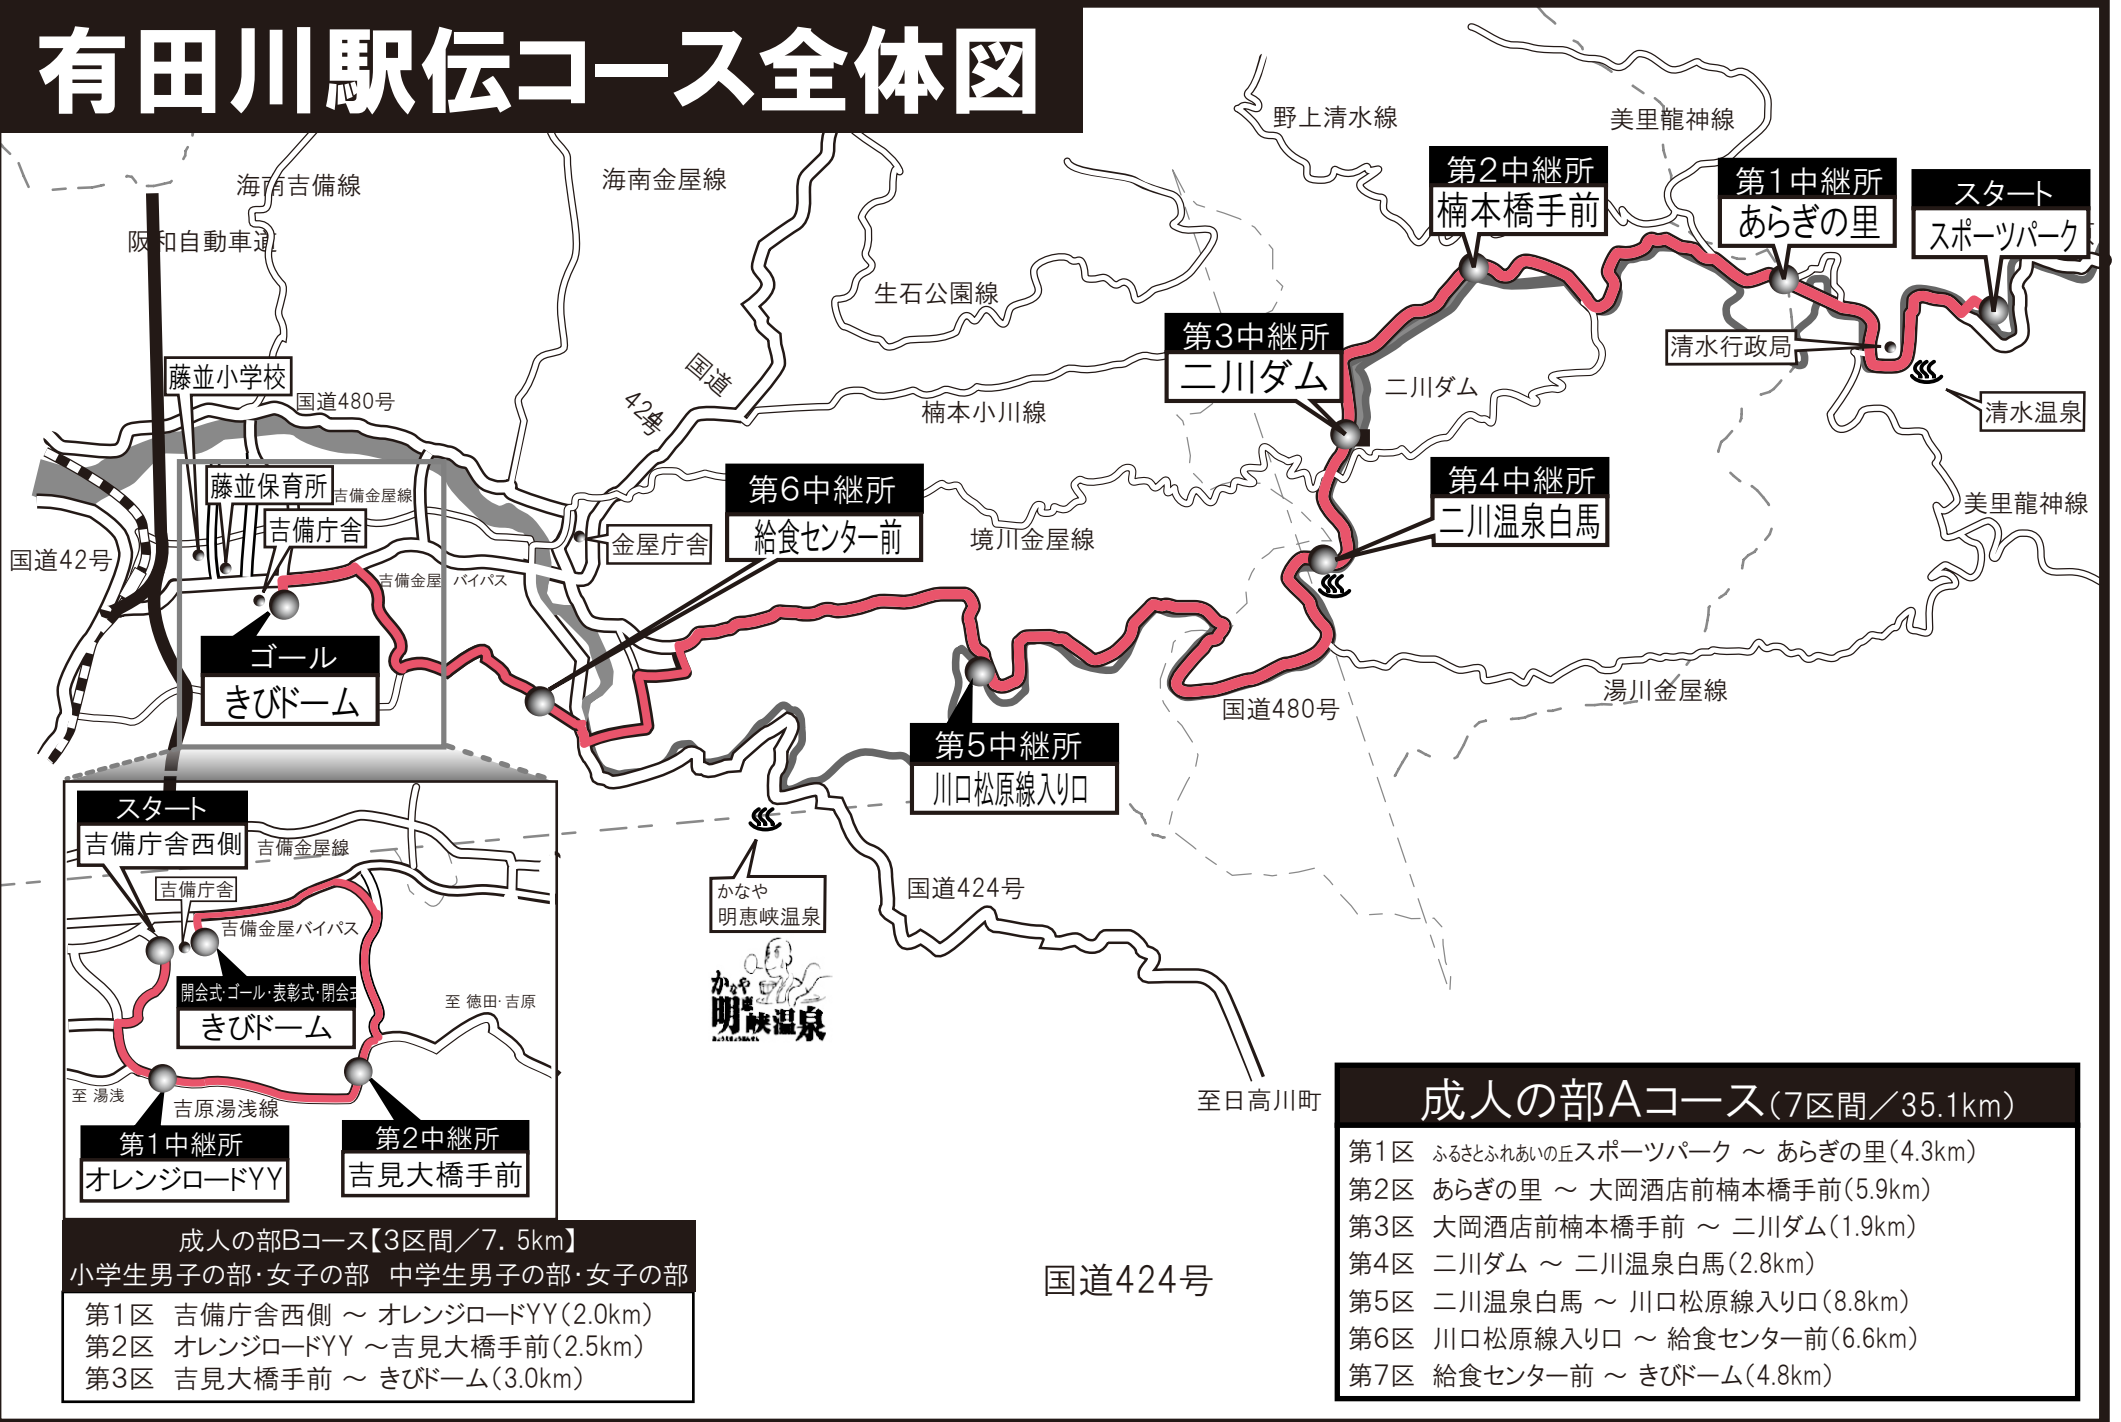 有田川駅伝コース全体図
野上清水線
美里龍神線
海南吉備線
海南金屋線
阪和自動車道
生石公園線
第2中継所
楠本橋手前
第1中継所
あらぎの里
スタート
スポーツパーク
第3中継所
二川ダム
二川ダム
清水行政局
清水温泉
藤並小学校
国道480号
国道
424号
楠本小川線
藤並保育所
吉備金屋線
吉備庁舎
金屋庁舎
第6中継所
給食センター前
境川金屋線
第4中継所
二川温泉白馬
美里龍神線
国道42号
吉備金屋 バイパス
ゴール
きびドーム
湯川金屋線
国道480号
第5中継所
川口松原線入り口
スタート
吉備庁舎西側
吉備金屋線
吉備庁舎
吉備金屋バイパス
開会式・ゴール・表彰式・閉会式
きびドーム
至 徳田・吉原
至 湯浅
吉原湯浅線
第1中継所
オレンジロードYY
第2中継所
吉見大橋手前
かなや
明恵峡温泉
かなや
明恵峡温泉
国道424号
至日高川町
国道424号
成人の部Bコース【3区間／7．5km】
小学生男子の部・女子の部 中学生男子の部・女子の部
第1区 吉備庁舎西側 ～ オレンジロードYY(2.0km)
第2区 オレンジロードYY ～吉見大橋手前(2.5km)
第3区 吉見大橋手前 ～ きびドーム(3.0km)
成人の部Aコース(7区間／35.1km)
第1区 ふるさとふれあいの丘スポーツパーク ～ あらぎの里(4.3km)
第2区 あらぎの里 ～ 大岡酒店前楠本橋手前(5.9km)
第3区 大岡酒店前楠本橋手前 ～ 二川ダム(1.9km)
第4区 二川ダム ～ 二川温泉白馬(2.8km)
第5区 二川温泉白馬 ～ 川口松原線入り口(8.8km)
第6区 川口松原線入り口 ～ 給食センター前(6.6km)
第7区 給食センター前 ～ きびドーム(4.8km)